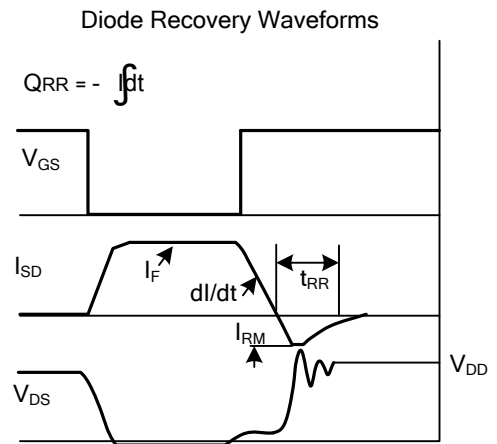 Diode Recovery Waveforms
QRR = - ∫Idt
VGS
ISD
IF
dI/dt
tRR
IRM
VDD
VDS